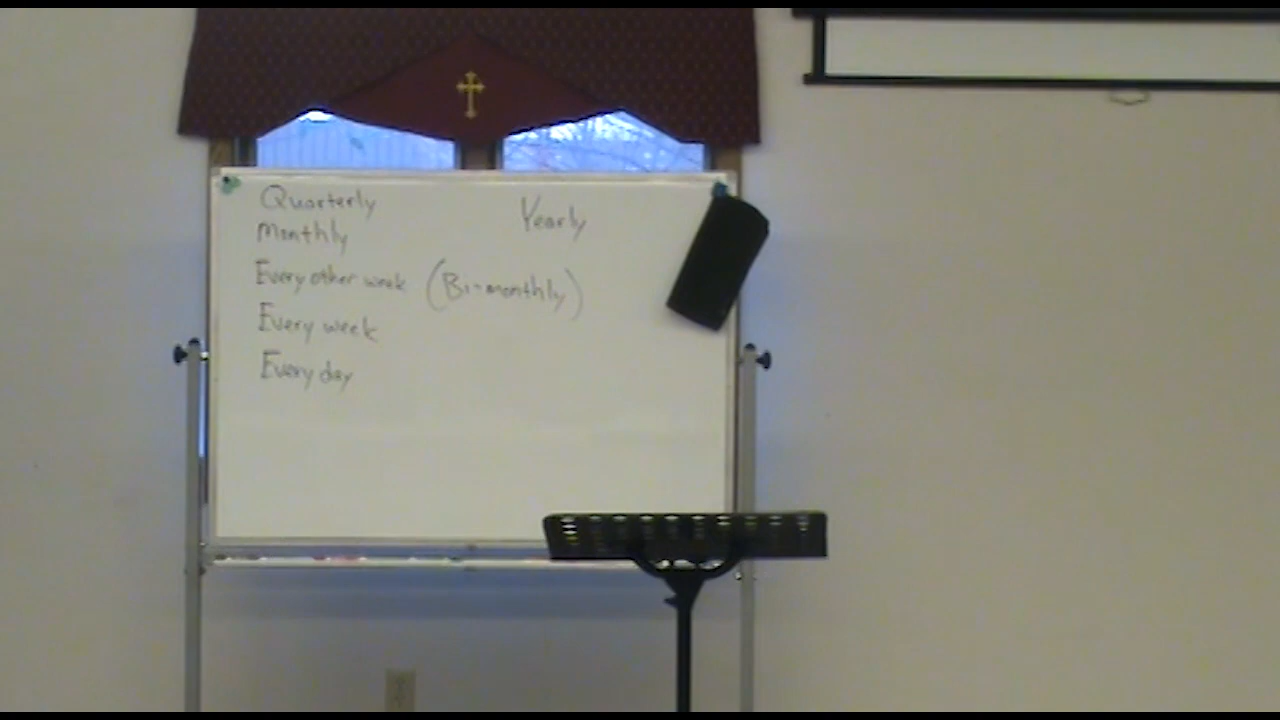 Quarterly
Yearly
Monthly
Every other week (Bi-monthly)
Every week
Every day